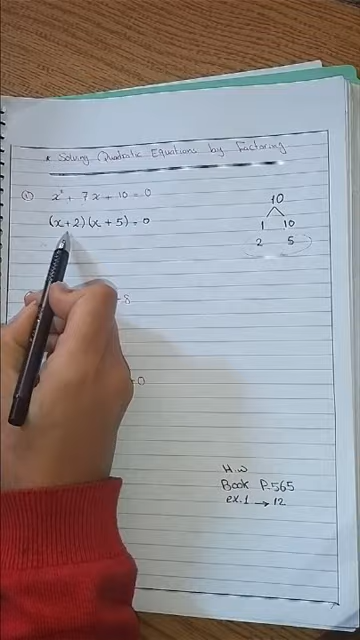 * Solving Quadratic Equations by Factoring
① x² + 7x + 10 = 0
(x+2)(x+5) = 0
10
1 10
2 5
= 0
H.W
Book P.565
ex. 1 → 12